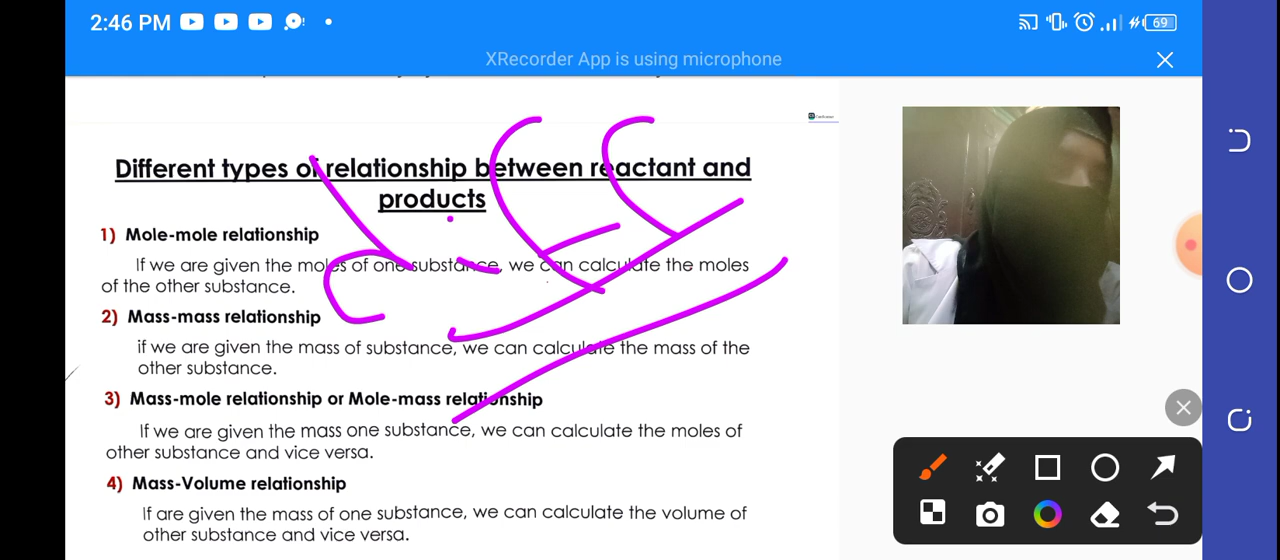 2:46 PM
69
XRecorder App is using microphone
Different types of relationship between reactant and
products
1) Mole-mole relationship
If we are given the moles of one substance, we can calculate the moles
of the other substance.
2) Mass-mass relationship
if we are given the mass of substance, we can calculate the mass of the
other substance.
3) Mass-mole relationship or Mole-mass relationship
If we are given the mass one substance, we can calculate the moles of
other substance and vice versa.
4) Mass-Volume relationship
If are given the mass of one substance, we can calculate the volume of
other substance and vice versa.